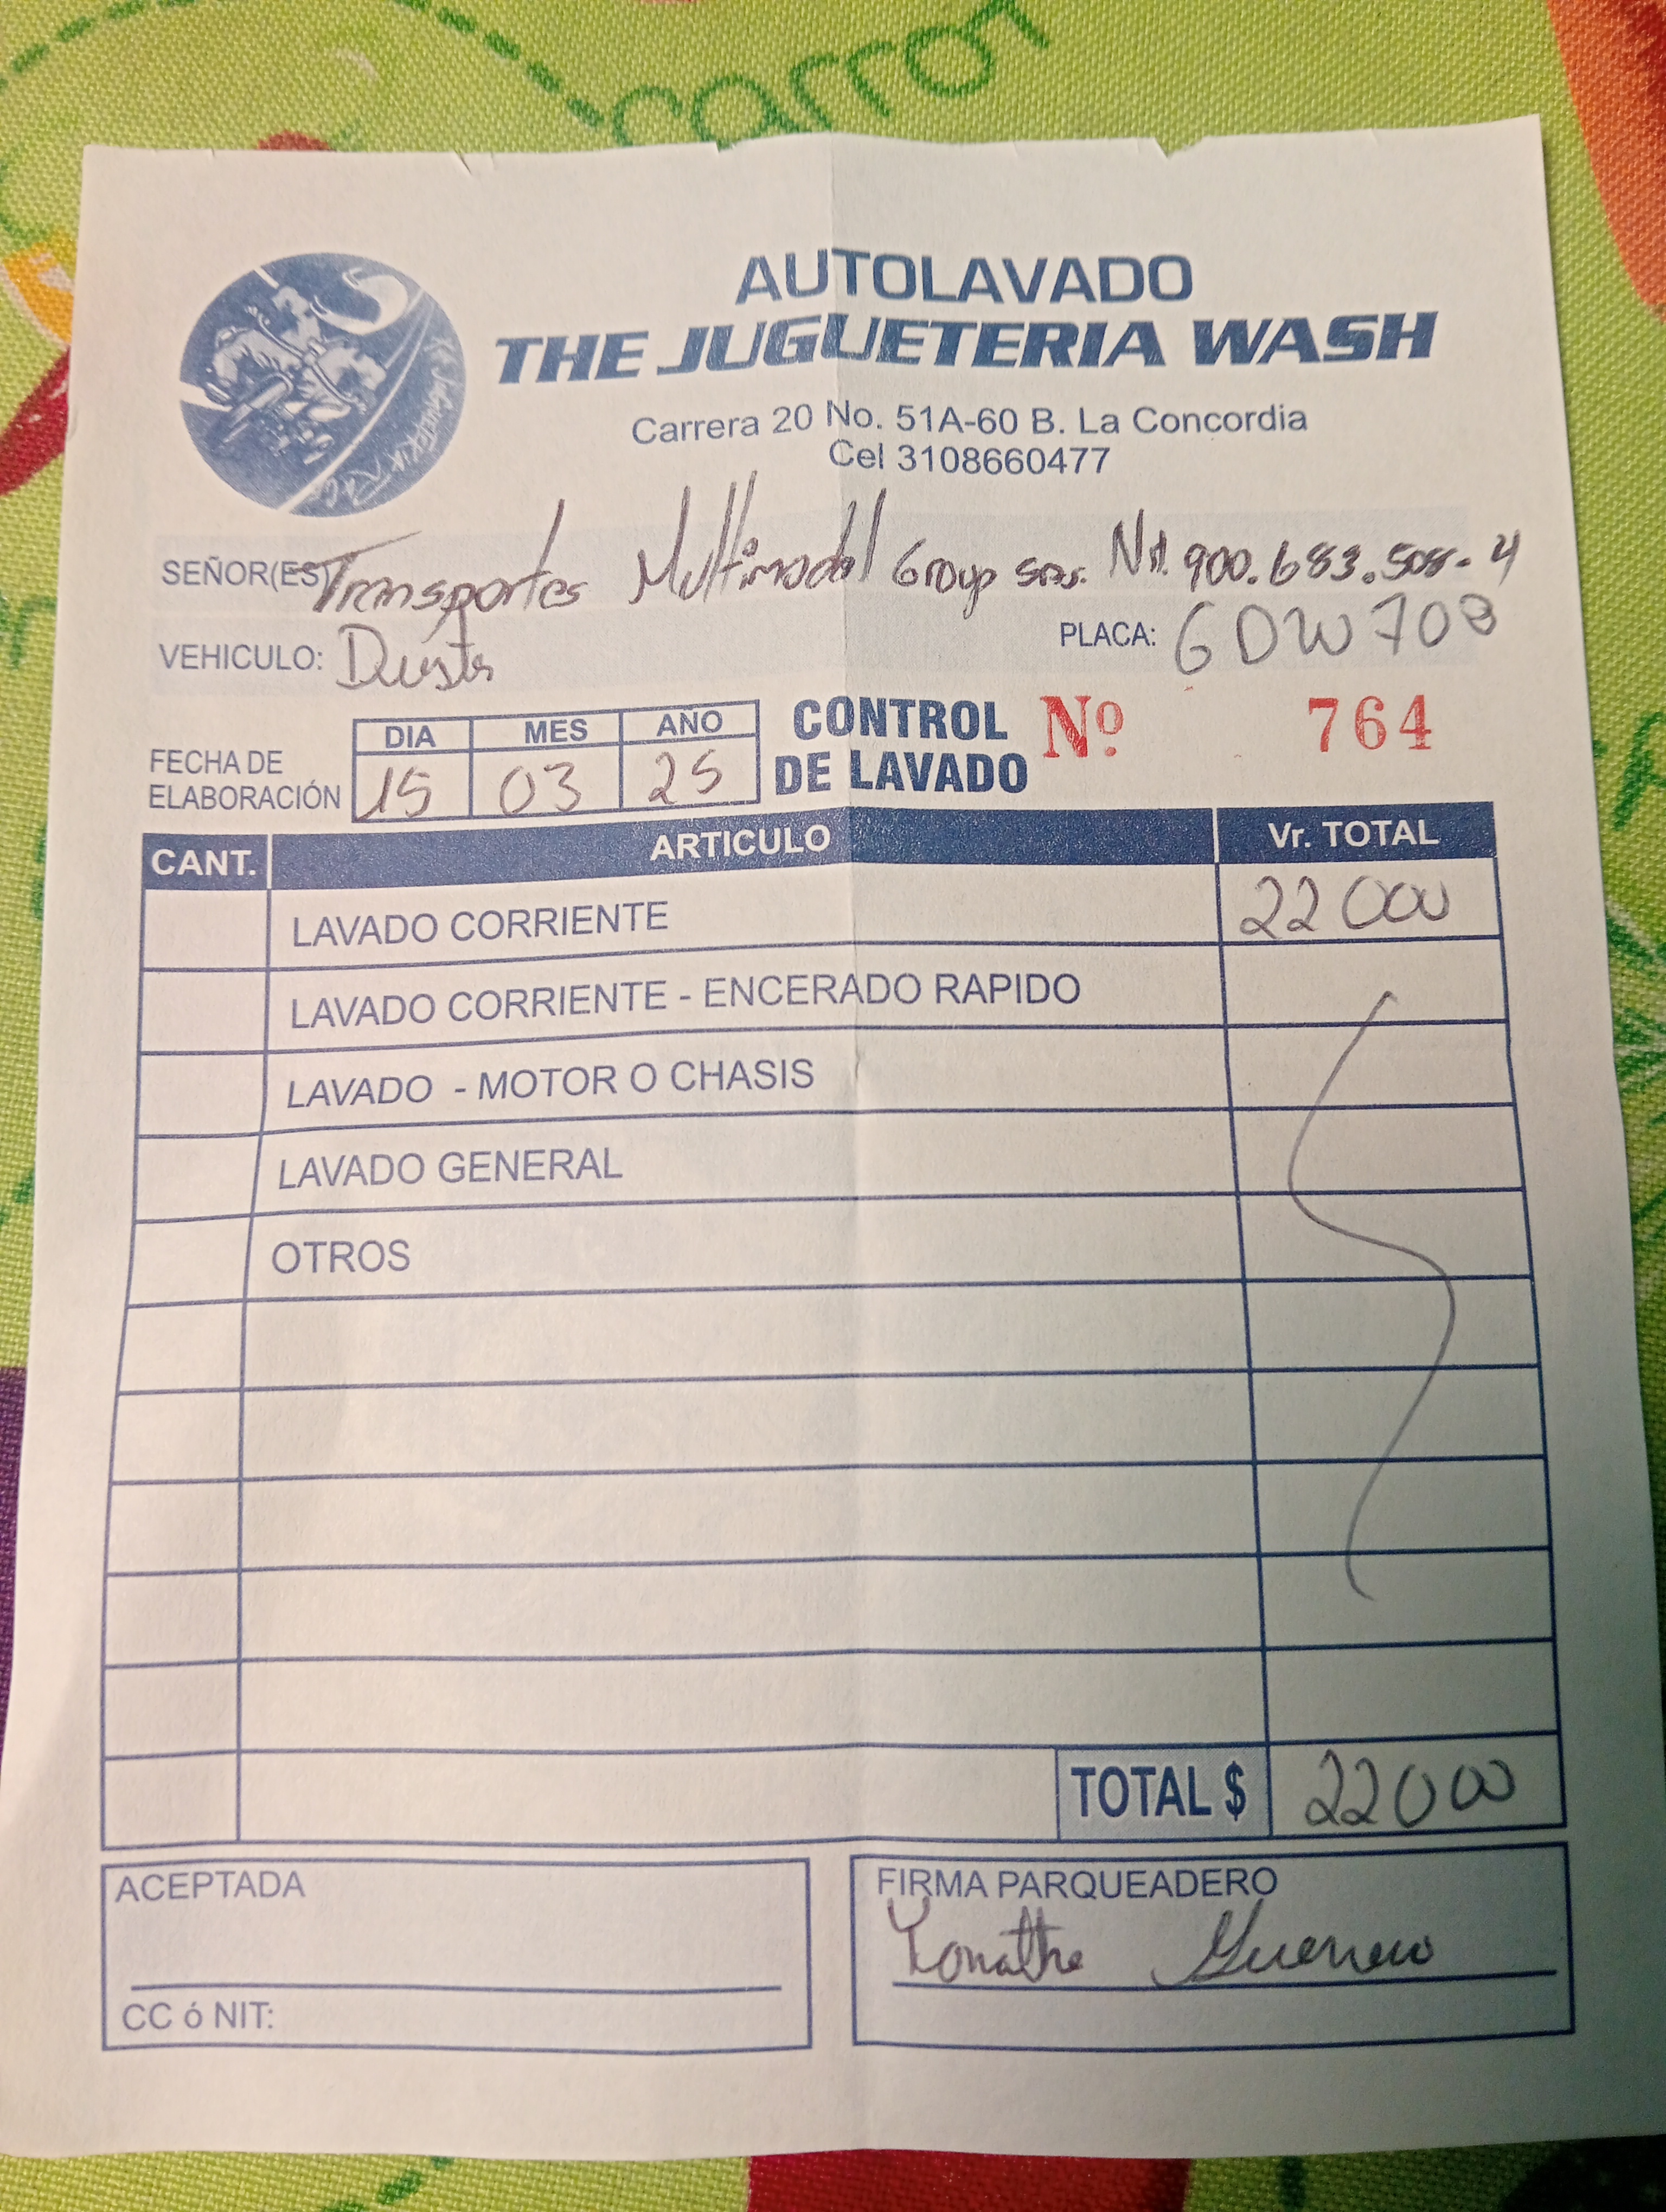 carrot
AUTOLAVADO
THE JUGUETERIA WASH
Carrera 20 No. 51A-60 B. La Concordia
Cel 3108660477
SEÑOR(ES) Transportes Multimodal Group sas. Nit. 900.683.508-4
VEHICULO: Duster PLACA: GDW708
FECHA DE ELABORACIÓN DIA MES AÑO
15 03 25
CONTROL DE LAVADO Nº 764
CANT. ARTICULO Vr. TOTAL
LAVADO CORRIENTE 22000
LAVADO CORRIENTE - ENCERADO RAPIDO
LAVADO - MOTOR O CHASIS
LAVADO GENERAL
OTROS
TOTAL $ 22000
ACEPTADA
CC ó NIT:
FIRMA PARQUEADERO
Guerrero